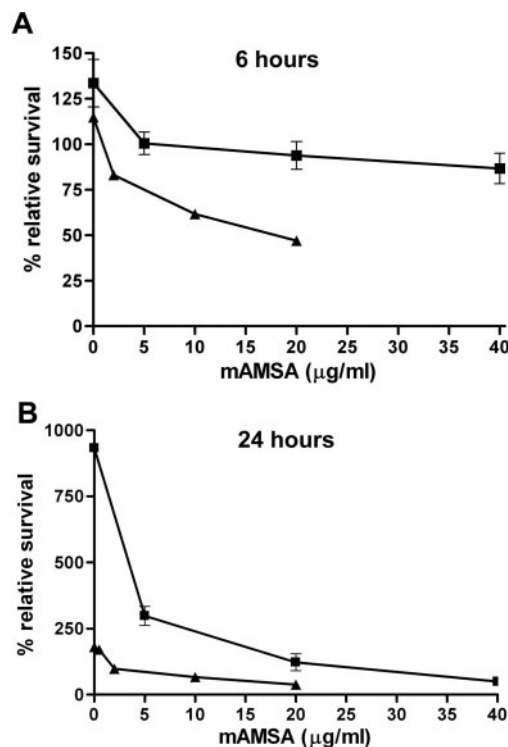 A
6 hours
% relative survival
150
125
100
75
50
25
0
0 5 10 15 20 25 30 35 40
mAMSA (μg/ml)
B
24 hours
% relative survival
1000
750
500
250
0
0 5 10 15 20 25 30 35 40
mAMSA (μg/ml)